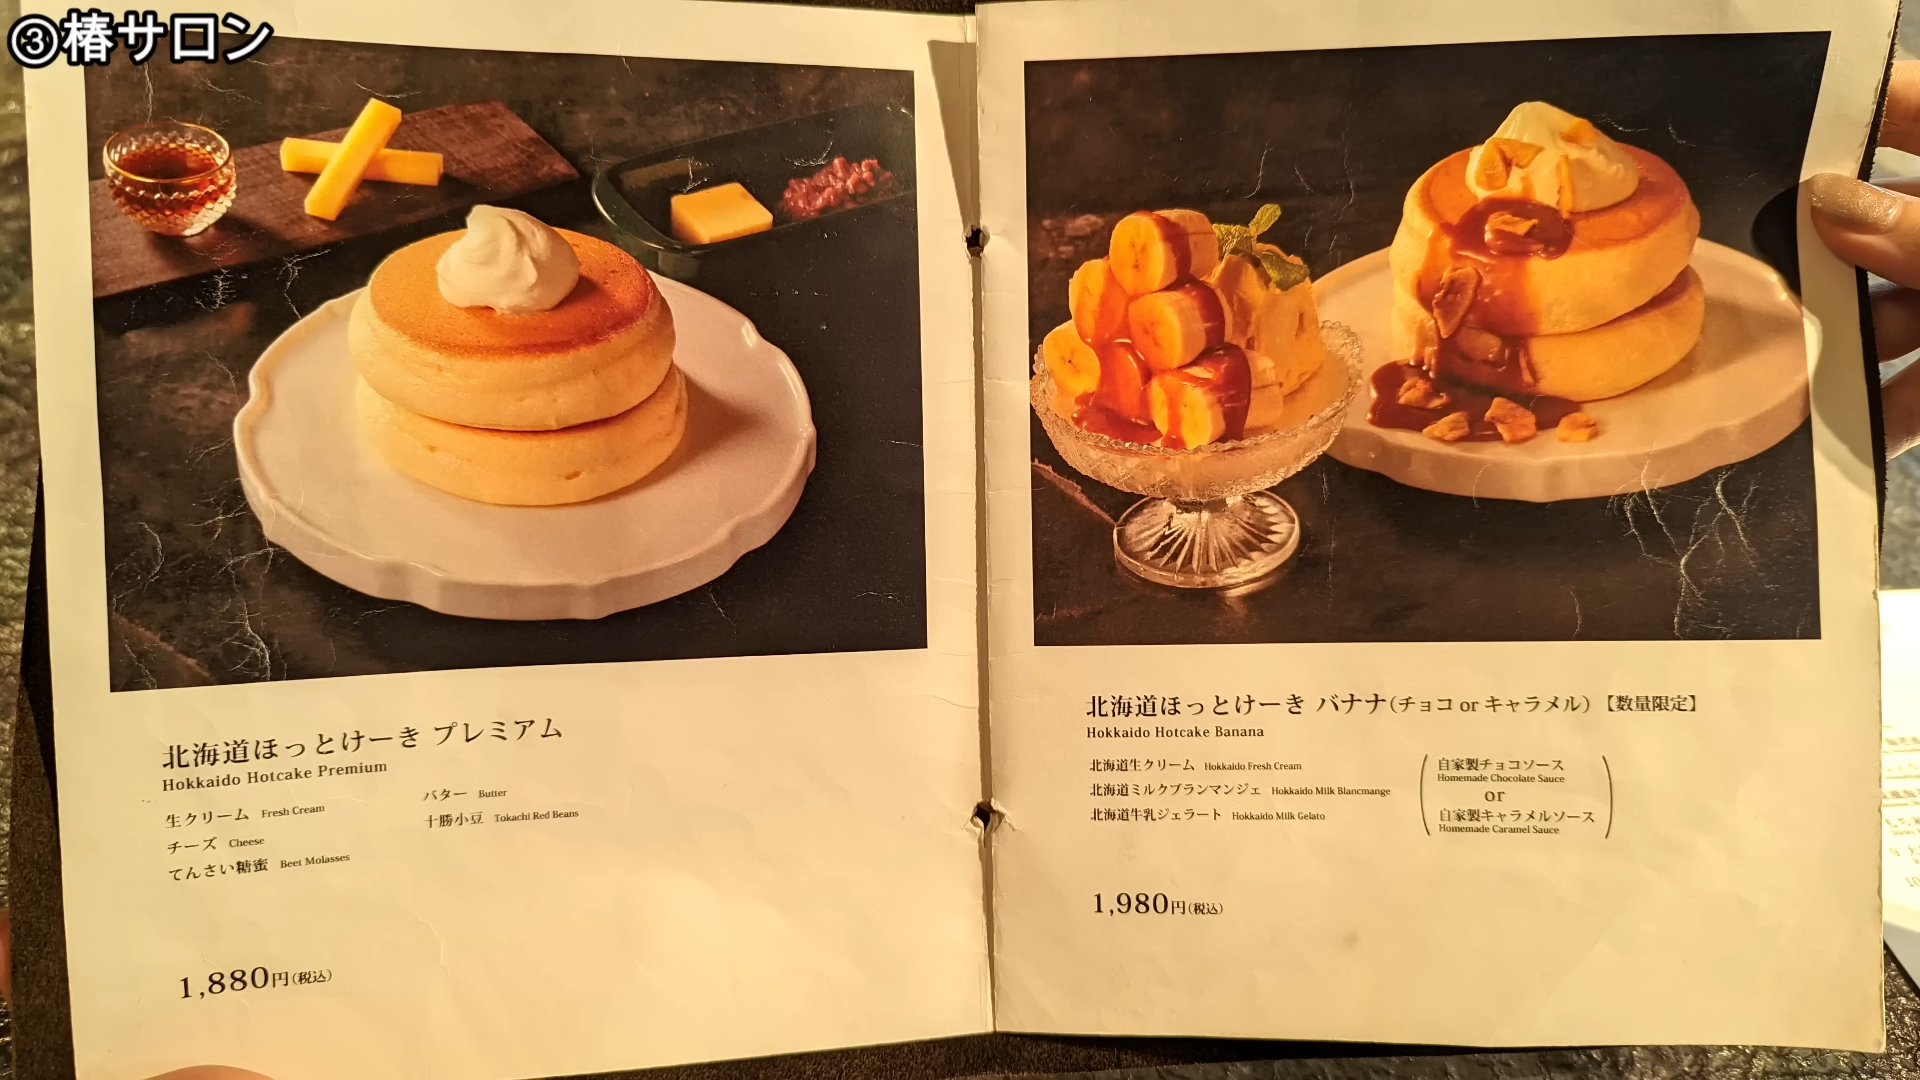 ③椿サロン
北海道ほっとけーき プレミアム
Hokkaido Hotcake Premium
生クリーム Fresh Cream
チーズ Cheese
てんさい糖蜜 Beet Molasses
バター Butter
十勝小豆 Tokachi Red Beans
1,880円(税込)
北海道ほっとけーき バナナ(チョコ or キャラメル)【数量限定】
Hokkaido Hotcake Banana
北海道生クリーム Hokkaido Fresh Cream
北海道ミルクブランマンジェ Hokkaido Milk Blancmange
北海道牛乳ジェラート Hokkaido Milk Gelato
自家製チョコソース
Homemade Chocolate Sauce
or
自家製キャラメルソース
Homemade Caramel Sauce
1,980円(税込)